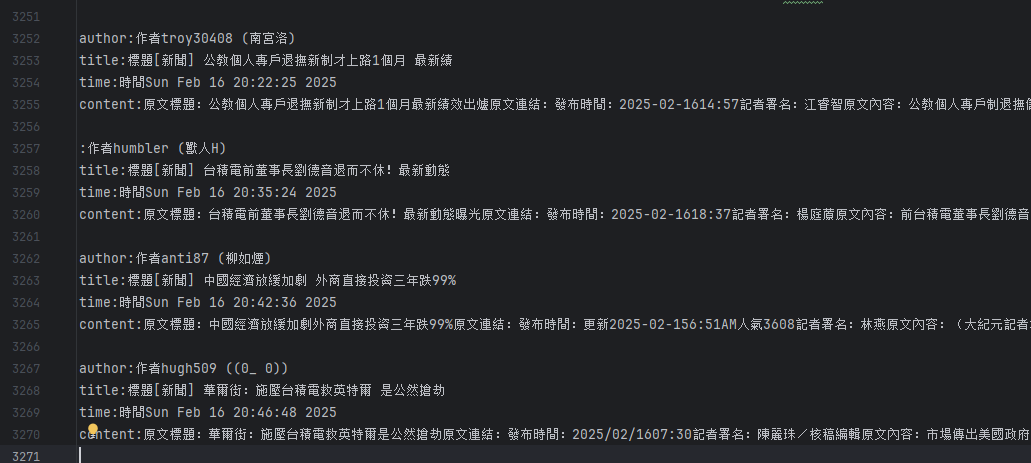 3251
3252 author:作者troy30408 (南宮洛)
3253 title:標題[新聞] 公教個人專戶退撫新制才上路1個月 最新績
3254 time:時間Sun Feb 16 20:22:25 2025
3255 content:原文標題：公教個人專戶退撫新制才上路1個月最新績效出爐原文連結：發布時間：2025-02-1614:57記者署名：江睿智原文內容：公教個人專戶制退撫
3256
3257 :作者humbler (獸人H)
3258 title:標題[新聞] 台積電前董事長劉德音退而不休！最新動態
3259 time:時間Sun Feb 16 20:35:24 2025
3260 content:原文標題：台積電前董事長劉德音退而不休！最新動態曝光原文連結：發布時間：2025-02-1618:37記者署名：楊庭蒝原文內容：前台積電董事長劉德音
3261
3262 author:作者anti87 (柳如煙)
3263 title:標題[新聞] 中國經濟放緩加劇 外商直接投資三年跌99%
3264 time:時間Sun Feb 16 20:42:36 2025
3265 content:原文標題：中國經濟放緩加劇外商直接投資三年跌99%原文連結：發布時間：更新2025-02-156:51AM人氣3608記者署名：林燕原文內容：（大紀元記者
3266
3267 author:作者hugh509 ((0_ 0))
3268 title:標題[新聞] 華爾街：施壓台積電救英特爾 是公然搶劫
3269 time:時間Sun Feb 16 20:46:48 2025
3270 content:原文標題：華爾街：施壓台積電救英特爾是公然搶劫原文連結：發布時間：2025/02/1607:30記者署名：陳麗珠／核稿編輯原文內容：市場傳出美國政府
3271